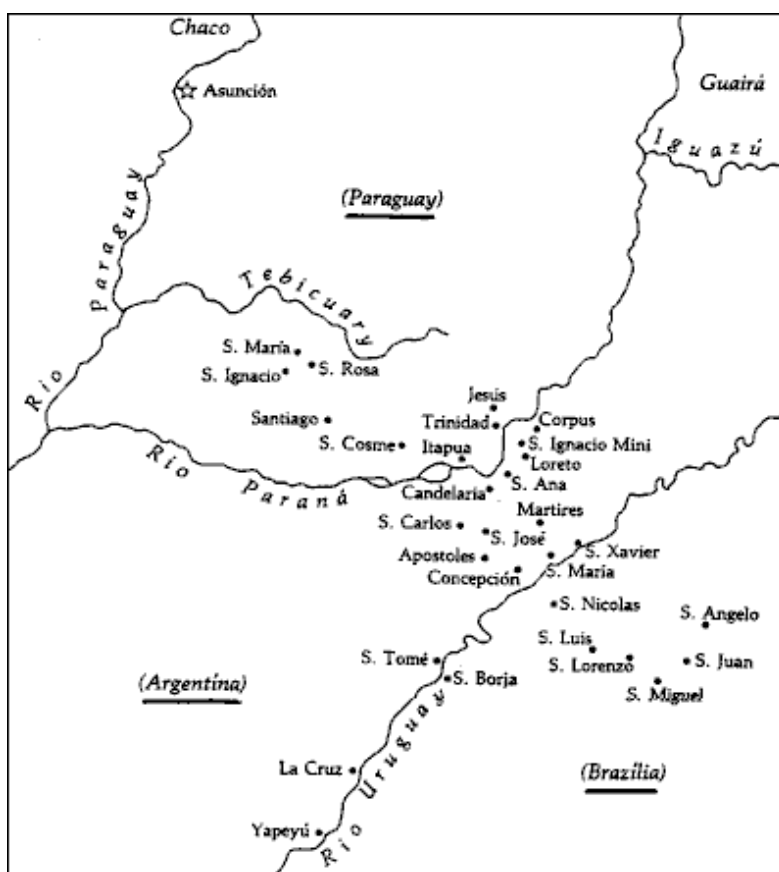 Chaco
Asunción
Guairá
Iguazú
(Paraguay)
Rio Paraguay
Tebicuary
S. María
S. Rosa
S. Ignacio
Jesús
Santiago
Trinidad
Corpus
S. Cosme
Itapua
S. Ignacio Mini
Loreto
Rio Paraná
S. Ana
Candelaria
Martires
S. Carlos
S. José
S. Xavier
Apostoles
S. María
Concepción
S. Nicolas
S. Angelo
S. Luis
S. Tomé
S. Lorenzo
S. Juan
(Argentína)
S. Borja
S. Miguel
La Cruz
(Brazília)
Rio Uruguay
Yapeyú